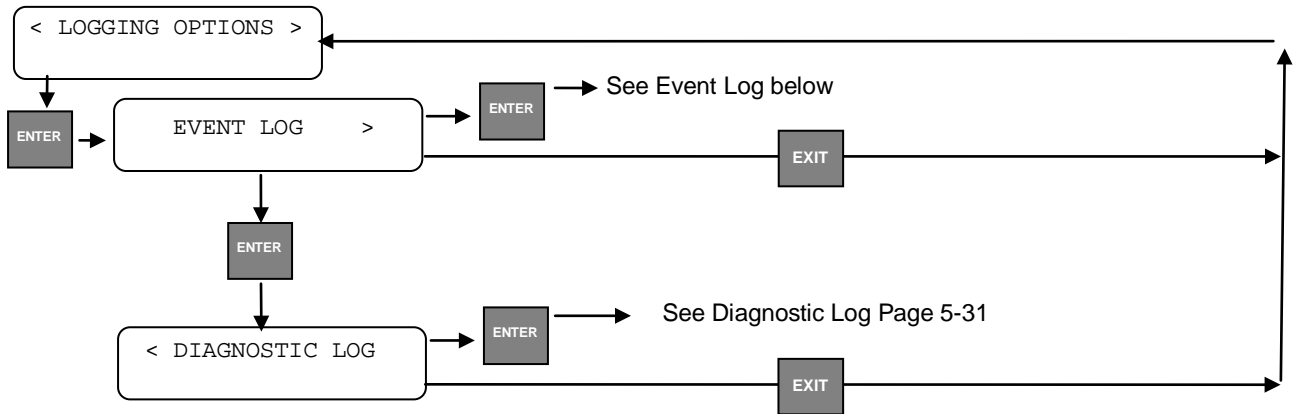 < LOGGING OPTIONS >
ENTER
EVENT LOG >
ENTER
See Event Log below
EXIT
ENTER
< DIAGNOSTIC LOG
ENTER
See Diagnostic Log Page 5-31
EXIT